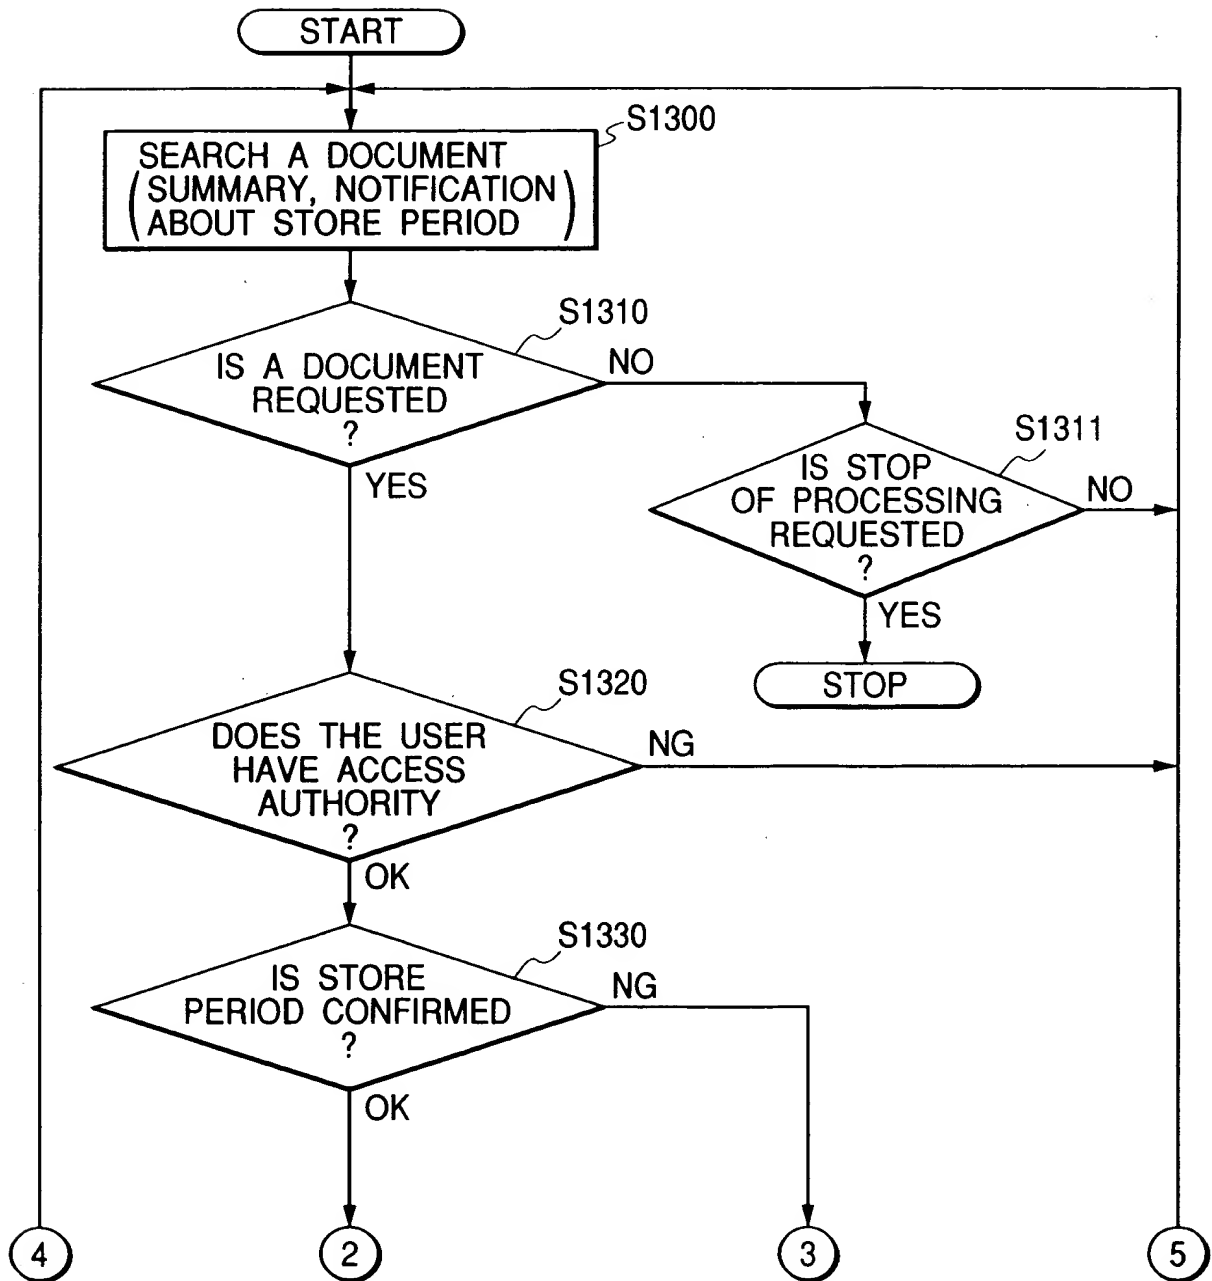 START
S1300
SEARCH A DOCUMENT
(SUMMARY, NOTIFICATION
ABOUT STORE PERIOD)
S1310
IS A DOCUMENT
REQUESTED
?
NO
YES
S1311
IS STOP
OF PROCESSING
REQUESTED
?
NO
YES
STOP
S1320
DOES THE USER
HAVE ACCESS
AUTHORITY
?
NG
OK
S1330
IS STORE
PERIOD CONFIRMED
?
NG
OK
4
2
3
5